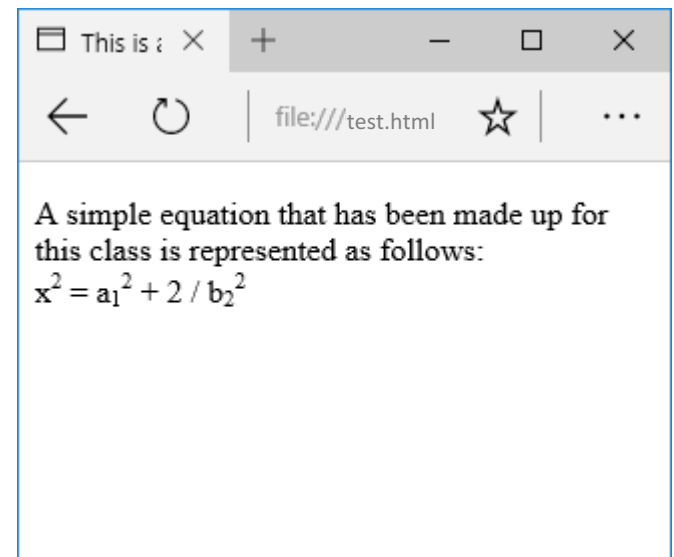 This is a
file:///test.html
A simple equation that has been made up for
this class is represented as follows:
x² = a₁² + 2 / b₂²